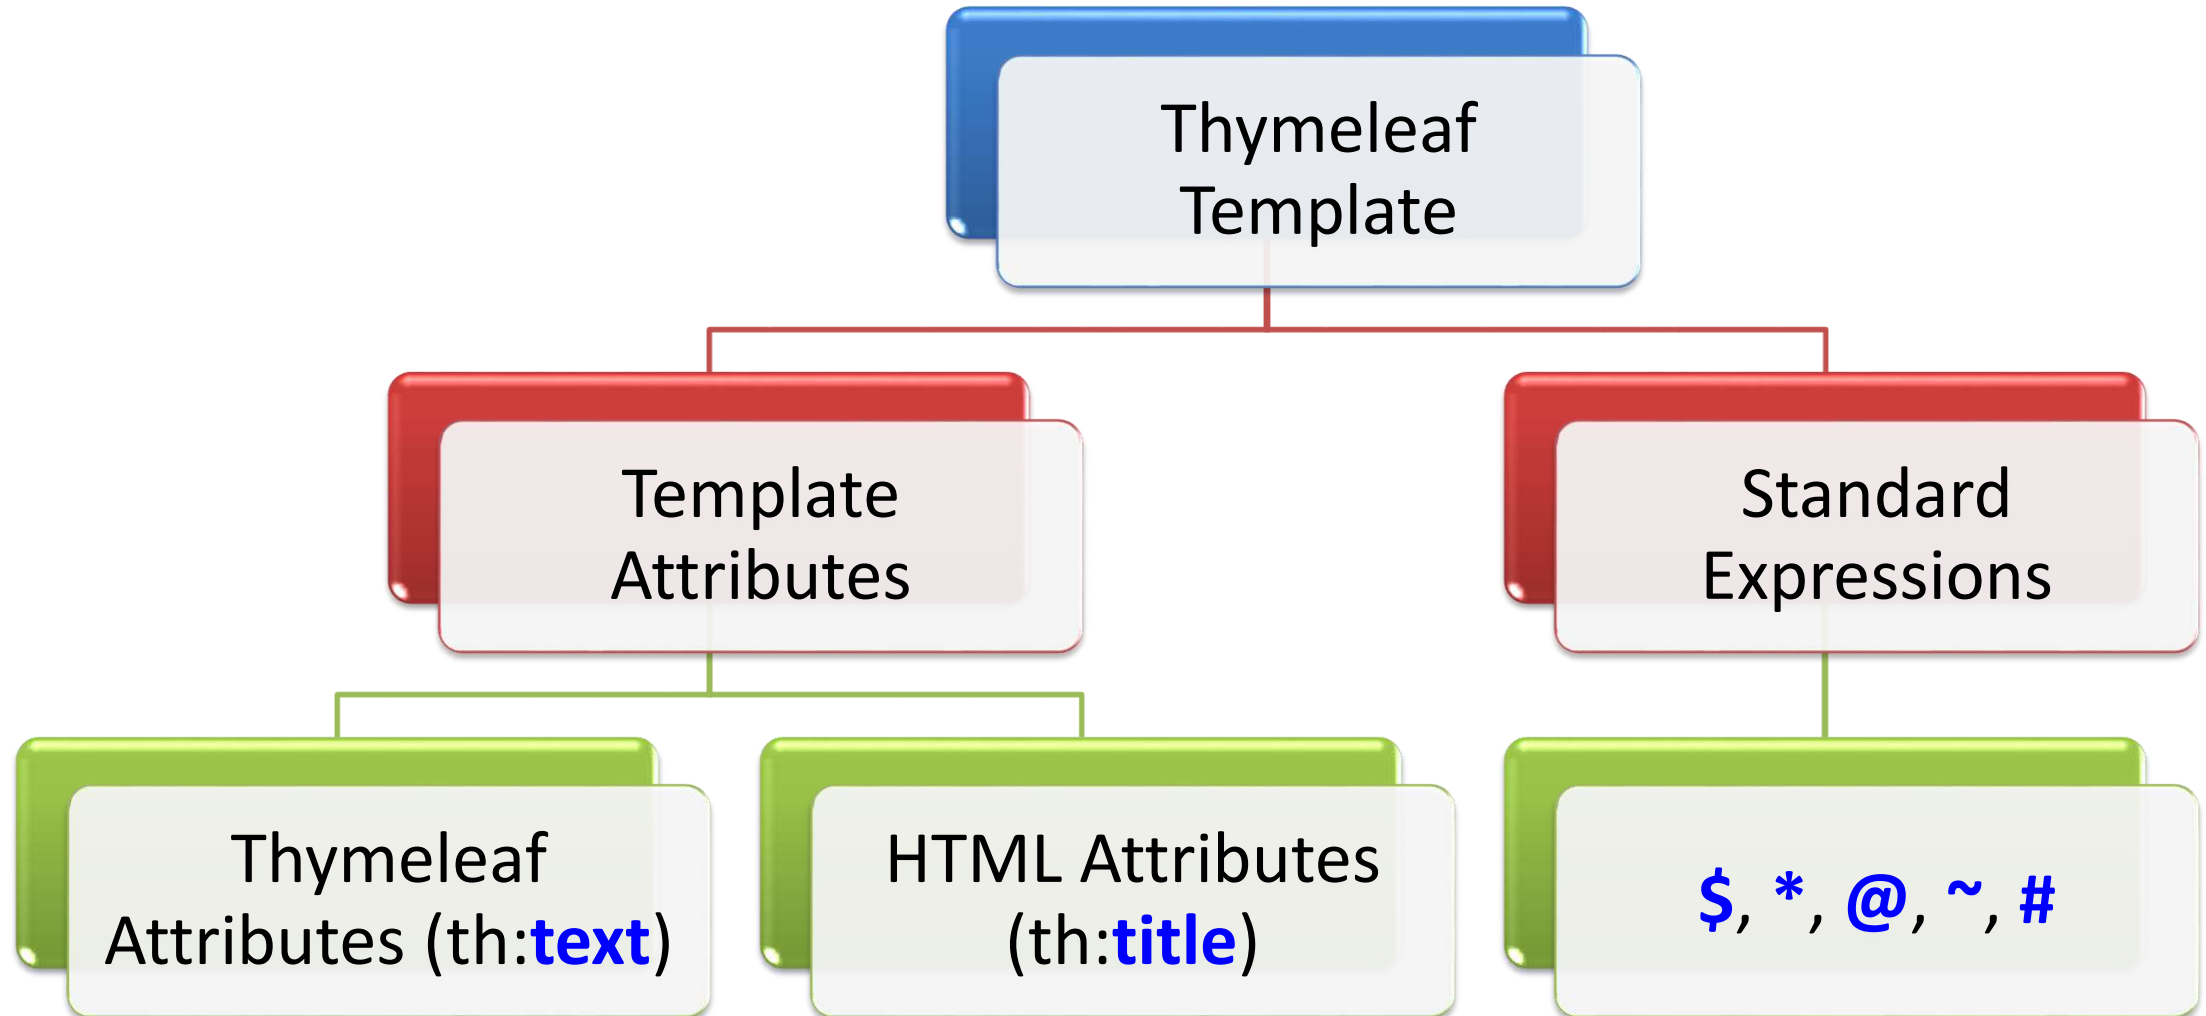 Thymeleaf
Template
Template
Attributes
Standard
Expressions
Thymeleaf
Attributes (th:text)
HTML Attributes
(th:title)
$, *, @, ~, #